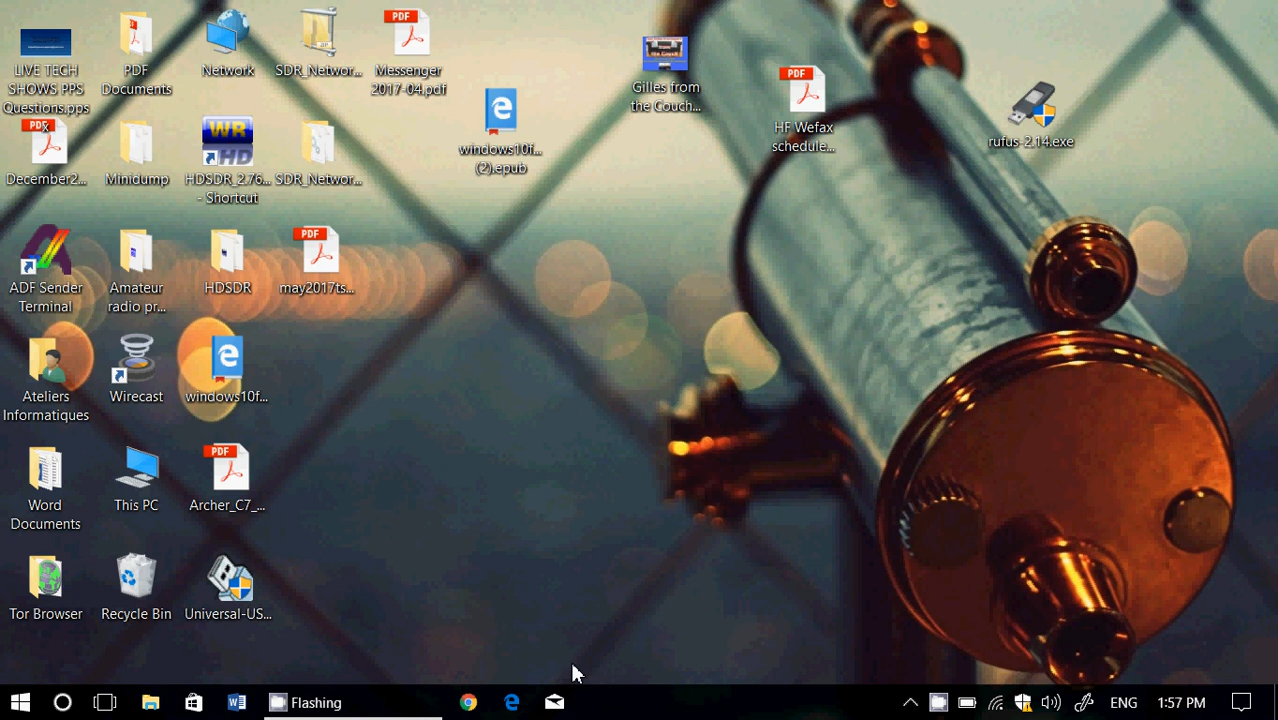 LIVE TECH
SHOWS PPS
Questions.pps
PDF
Documents
Network
SDR_Networ...
PDF
Messenger
2017-04.pdf
Gilles from
the Couch...
PDF
HF Wefax
schedule...
rufus-2.14.exe
windows10f...
(2).epub
PDF
x
December2...
Minidump
WR
HD
HDSDR_2.76...
- Shortcut
SDR_Networ...
ADF Sender
Terminal
Amateur
radio pr...
HDSDR
PDF
may2017ts...
Ateliers
Informatiques
Wirecast
windows10f...
Word
Documents
This PC
PDF
Archer_C7_...
Tor Browser
Recycle Bin
Universal-US...
Flashing
ENG
1:57 PM